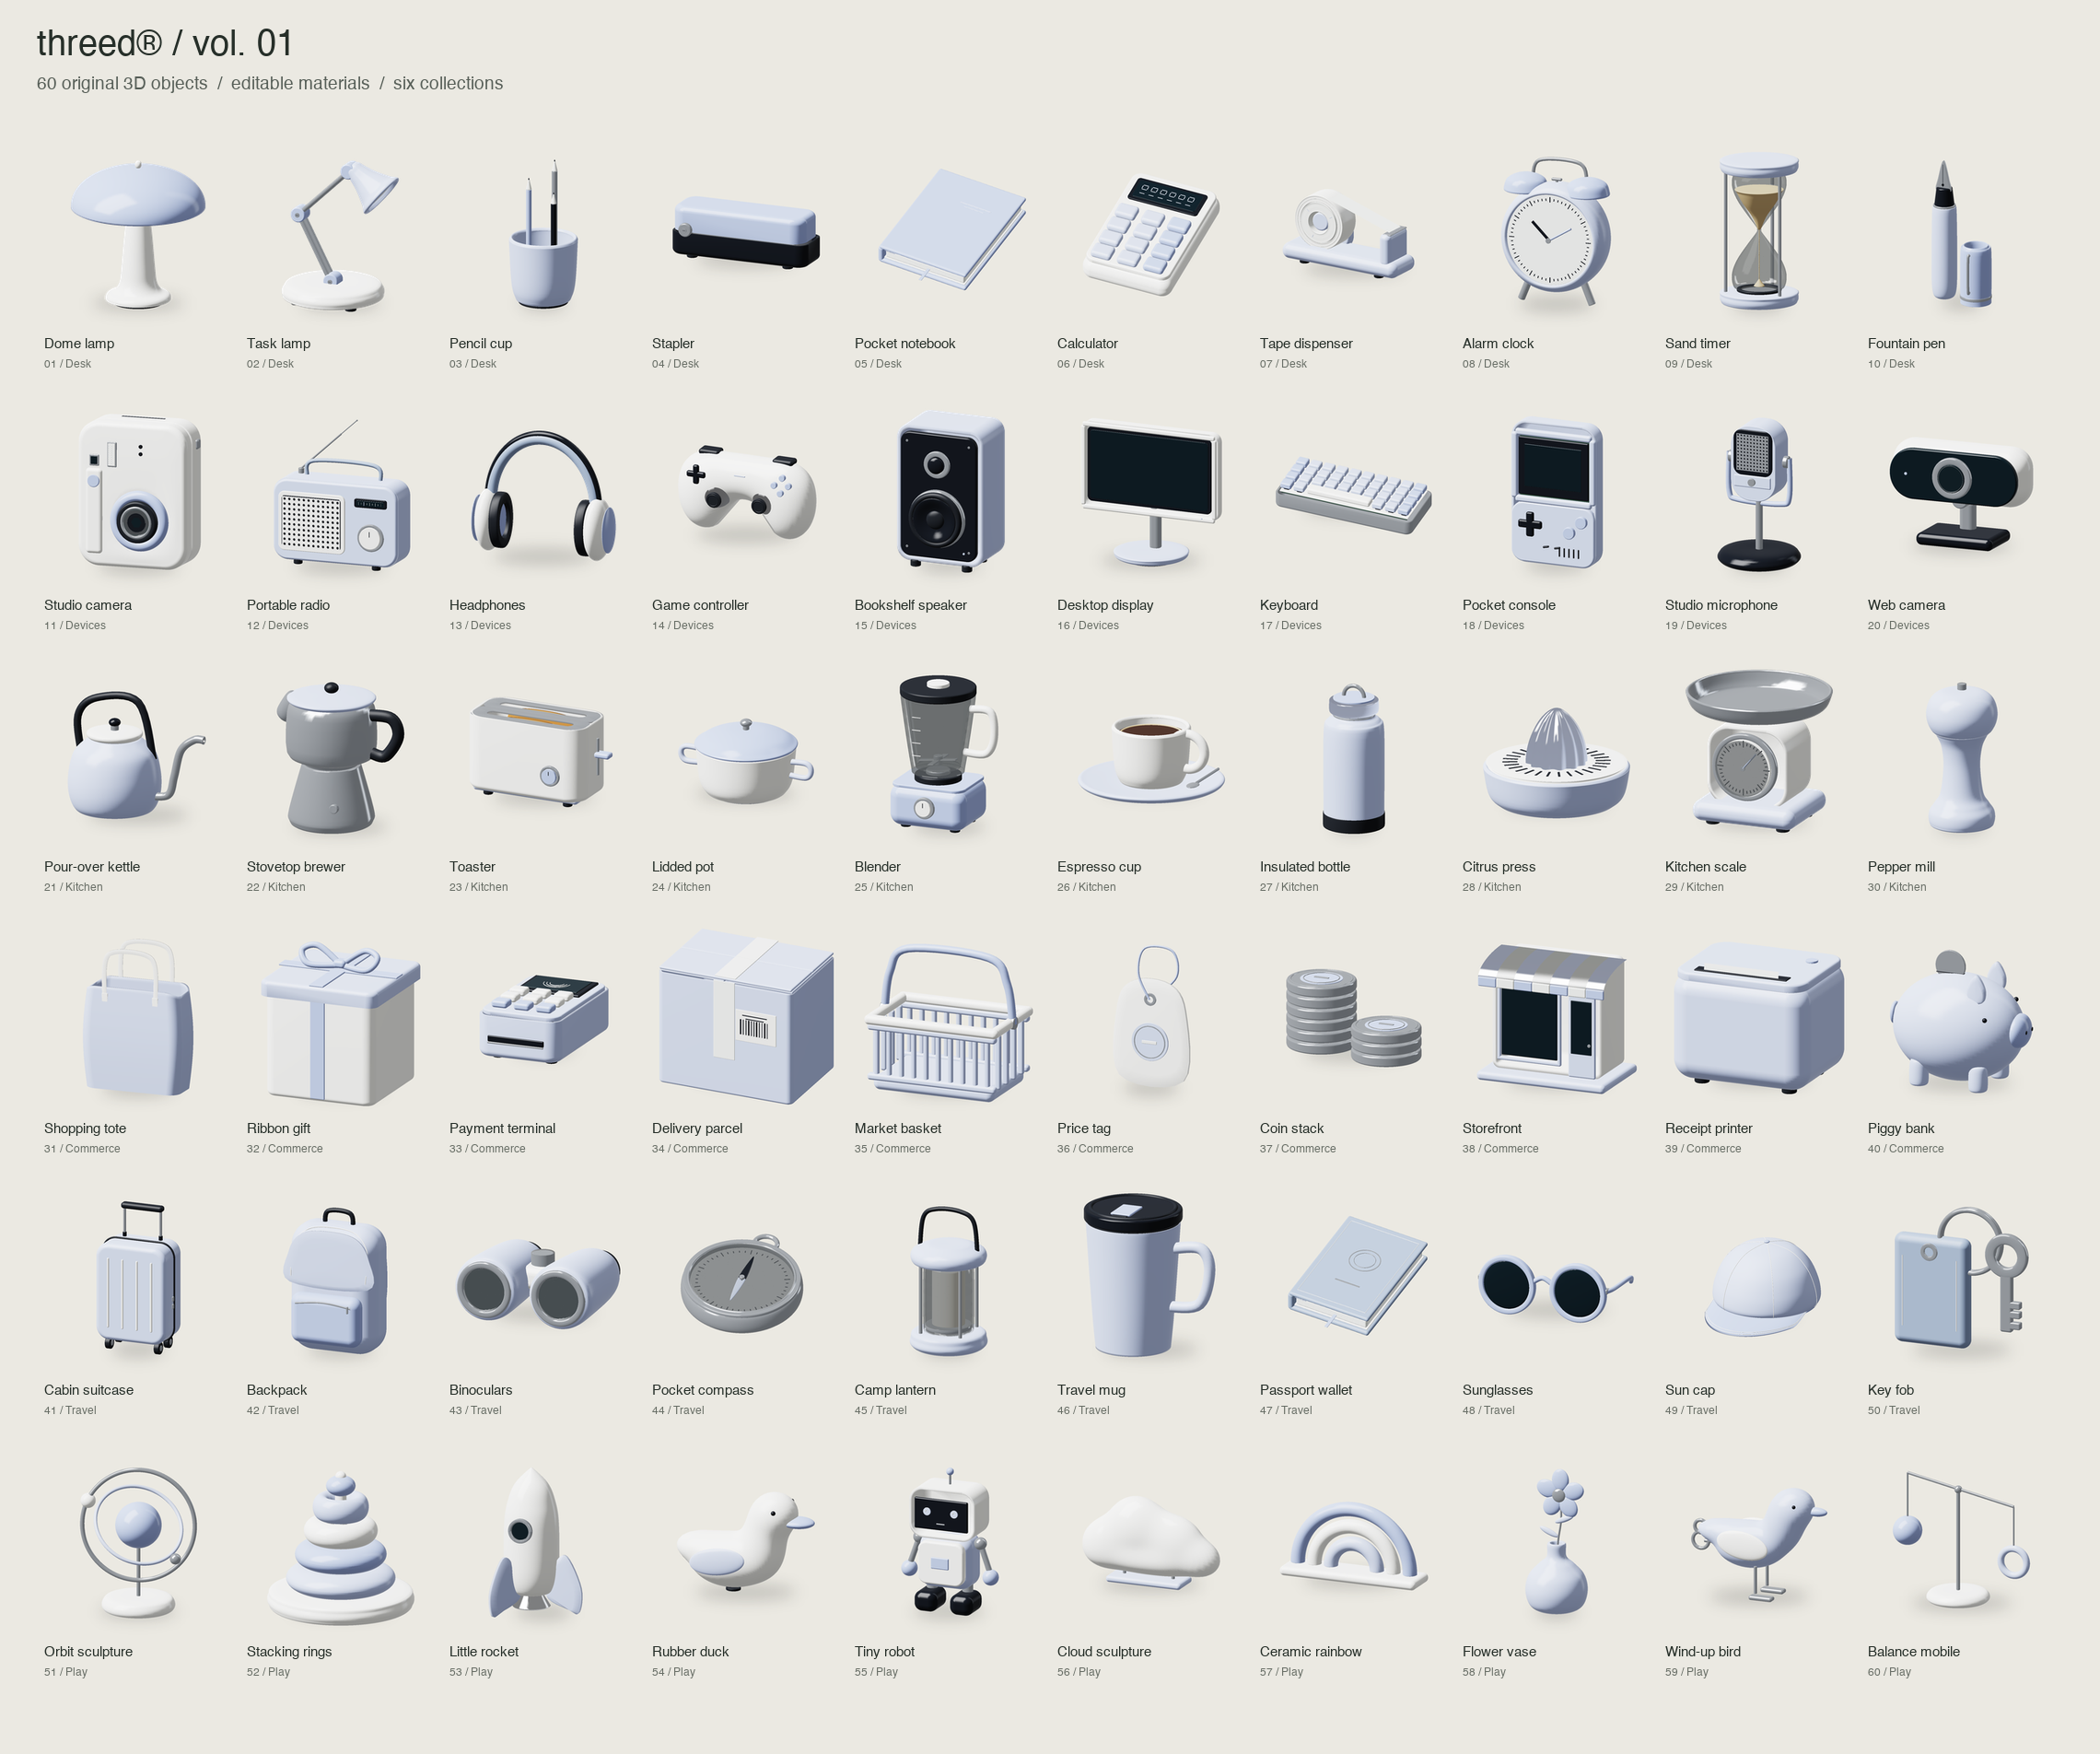 threed® / vol. 01
60 original 3D objects / editable materials / six collections
Dome lamp
01 / Desk
Task lamp
02 / Desk
Pencil cup
03 / Desk
Stapler
04 / Desk
Pocket notebook
05 / Desk
Calculator
06 / Desk
Tape dispenser
07 / Desk
Alarm clock
08 / Desk
Sand timer
09 / Desk
Fountain pen
10 / Desk
Studio camera
11 / Devices
Portable radio
12 / Devices
Headphones
13 / Devices
Game controller
14 / Devices
Bookshelf speaker
15 / Devices
Desktop display
16 / Devices
Keyboard
17 / Devices
Pocket console
18 / Devices
Studio microphone
19 / Devices
Web camera
20 / Devices
Pour-over kettle
21 / Kitchen
Stovetop brewer
22 / Kitchen
Toaster
23 / Kitchen
Lidded pot
24 / Kitchen
Blender
25 / Kitchen
Espresso cup
26 / Kitchen
Insulated bottle
27 / Kitchen
Citrus press
28 / Kitchen
Kitchen scale
29 / Kitchen
Pepper mill
30 / Kitchen
Shopping tote
31 / Commerce
Ribbon gift
32 / Commerce
Payment terminal
33 / Commerce
Delivery parcel
34 / Commerce
Market basket
35 / Commerce
Price tag
36 / Commerce
Coin stack
37 / Commerce
Storefront
38 / Commerce
Receipt printer
39 / Commerce
Piggy bank
40 / Commerce
Cabin suitcase
41 / Travel
Backpack
42 / Travel
Binoculars
43 / Travel
Pocket compass
44 / Travel
Camp lantern
45 / Travel
Travel mug
46 / Travel
Passport wallet
47 / Travel
Sunglasses
48 / Travel
Sun cap
49 / Travel
Key fob
50 / Travel
Orbit sculpture
51 / Play
Stacking rings
52 / Play
Little rocket
53 / Play
Rubber duck
54 / Play
Tiny robot
55 / Play
Cloud sculpture
56 / Play
Ceramic rainbow
57 / Play
Flower vase
58 / Play
Wind-up bird
59 / Play
Balance mobile
60 / Play